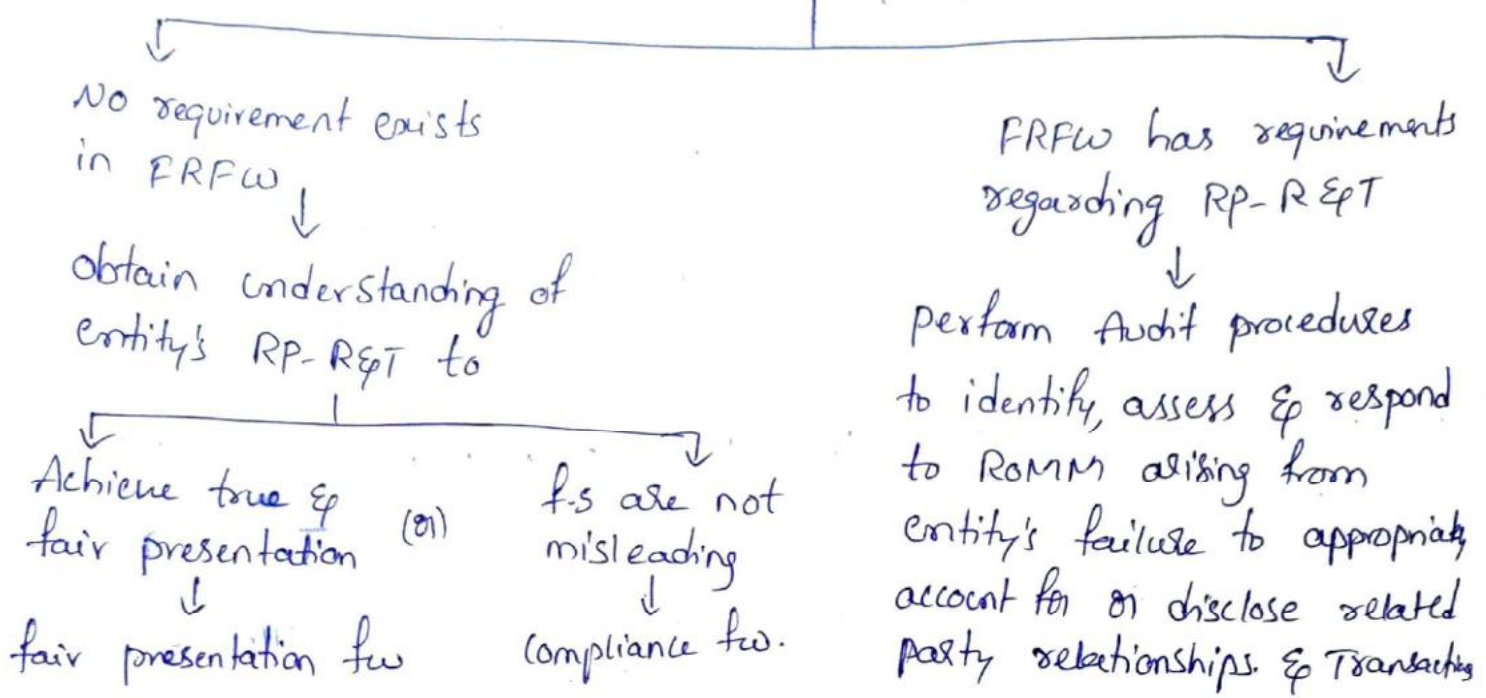 No requirement exists
in FRFW
obtain understanding of
entity's RP-R&T to
Achieve true &
fair presentation
fair presentation fw
(or)
f.s are not
misleading
compliance fw.
FRFW has requirements
regarding RP-R&T
perform Audit procedures
to identify, assess & respond
to ROMM arising from
entity's failure to appropriately
account for or disclose related
party relationships. & Transactions